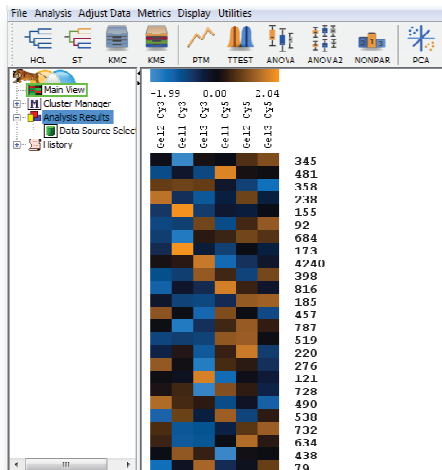 File Analysis Adjust Data Metrics Display Utilities
HCL ST KMC KMS PTM TTEST ANOVA ANOVA2 NONPAR PCA
Main View
Cluster Manager
Analysis Results
Data Source Select
History
-1.99 0.00 2.04
Gel2 Cy3
Gel1 Cy3
Gel3 Cy3
Gel1 Cy5
Gel2 Cy5
Gel3 Cy5
345
481
358
238
155
92
684
173
4240
398
816
185
457
787
519
220
276
121
728
490
538
732
634
438
79